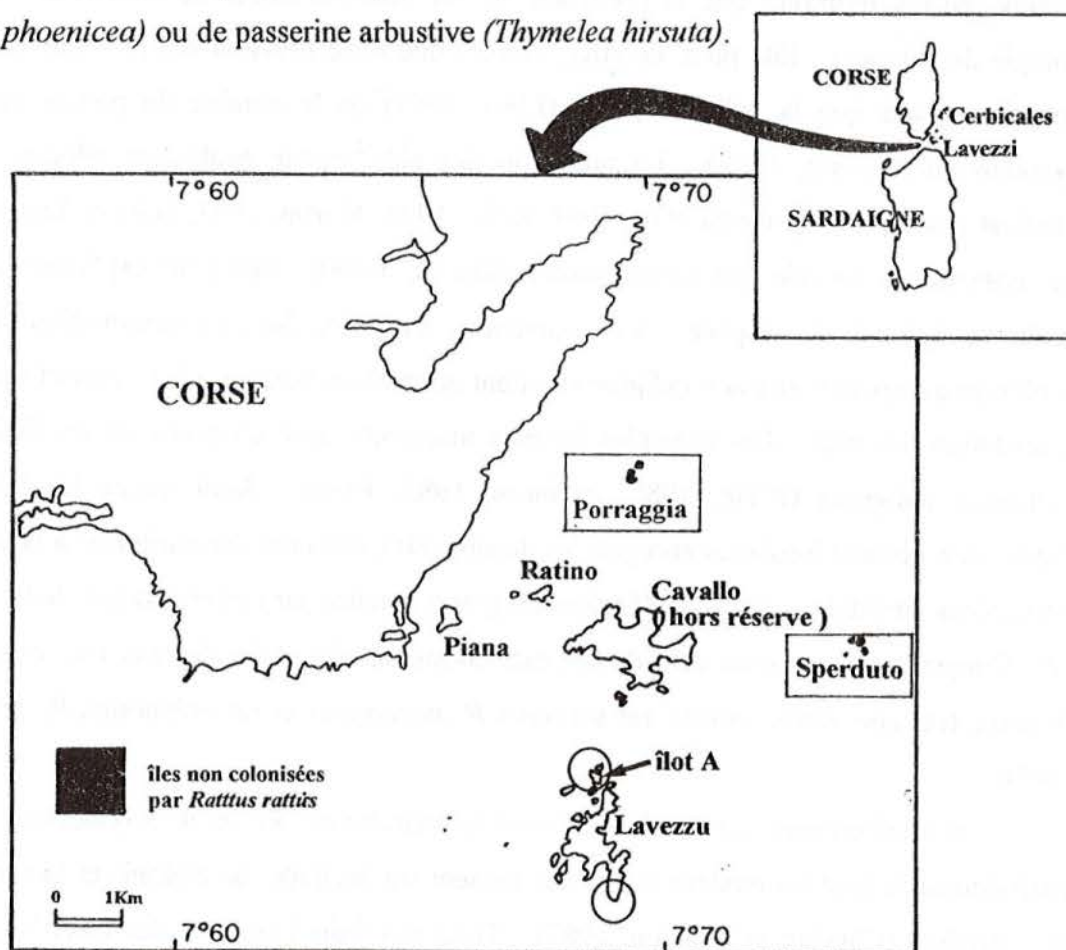 phoenicea) ou de passerine arbustive (Thymelea hirsuta).
CORSE
Cerbicales
Lavezzi
SARDAIGNE
7°60
7°70
CORSE
Porraggia
Ratino
Cavallo
(hors réserve )
Piana
Sperduto
îlot A
îles non colonisées
par Ratttus rattus
Lavezzu
0 1Km
7°60
7°70